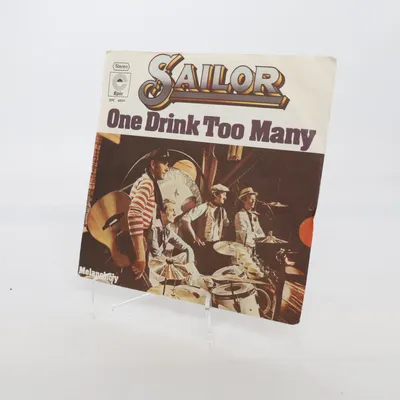 Stereo
Epic
SAILOR
One Drink Too Many
Melancholy